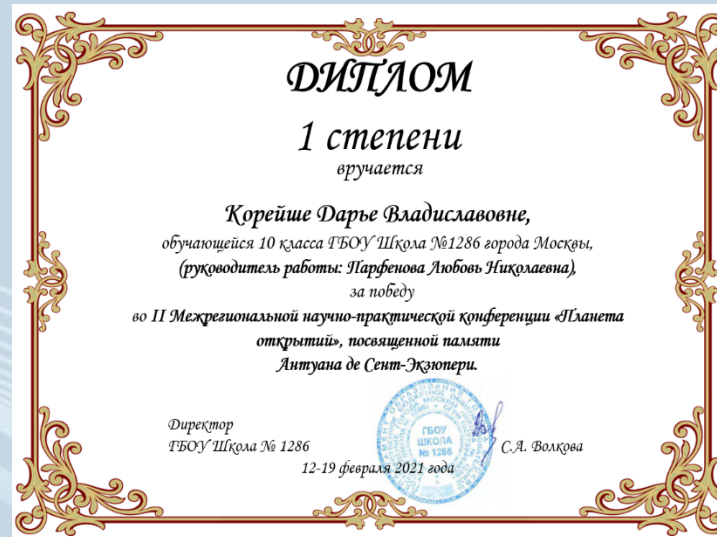 ДИПЛОМ
1 степени
вручается
Корейше Дарье Владиславовне,
обучающейся 10 класса ГБОУ Школа №1286 города Москвы,
(руководитель работы: Парфенова Любовь Николаевна),
за победу
во II Межрегиональной научно-практической конференции «Планета
открытий», посвященной памяти
Антуана де Сент-Экзюпери.
Директор
ГБОУ Школа № 1286
С.А. Волкова
12-19 февраля 2021 года
ГБОУ
ШКОЛА
№ 1286